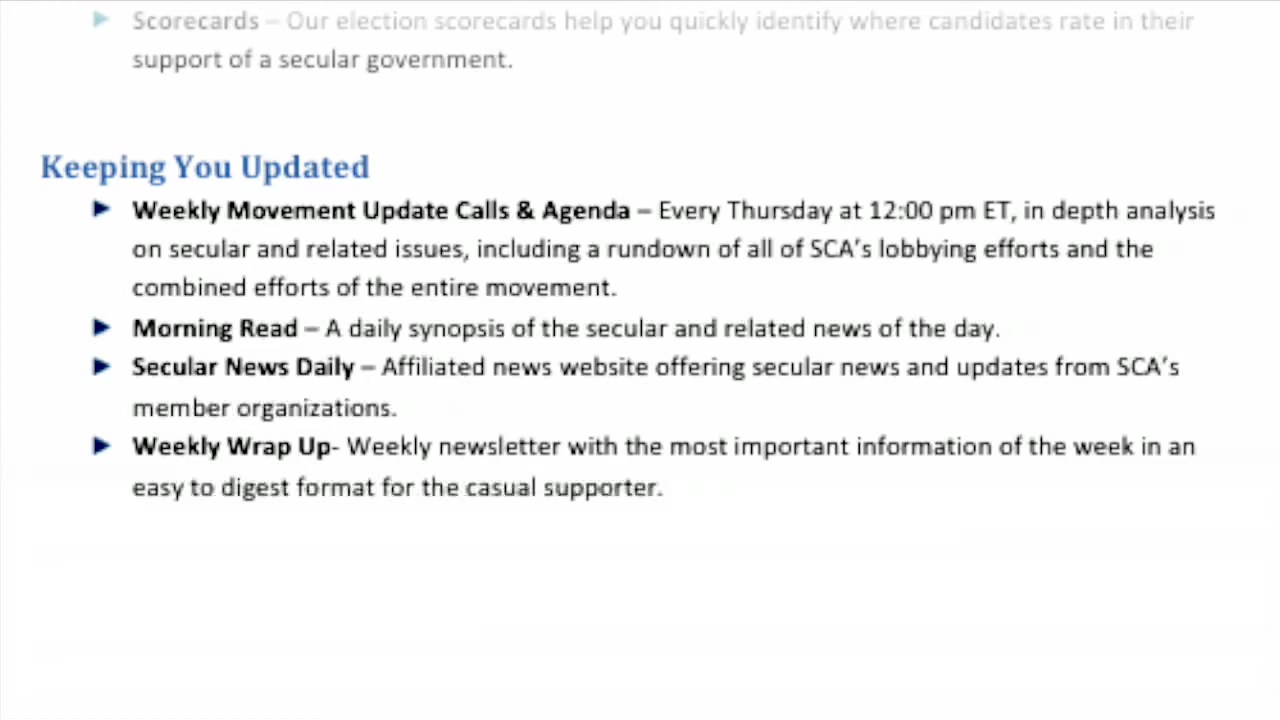 ► Scorecards – Our election scorecards help you quickly identify where candidates rate in their
support of a secular government.
Keeping You Updated
► Weekly Movement Update Calls & Agenda – Every Thursday at 12:00 pm ET, in depth analysis
on secular and related issues, including a rundown of all of SCA's lobbying efforts and the
combined efforts of the entire movement.
► Morning Read – A daily synopsis of the secular and related news of the day.
► Secular News Daily – Affiliated news website offering secular news and updates from SCA's
member organizations.
► Weekly Wrap Up- Weekly newsletter with the most important information of the week in an
easy to digest format for the casual supporter.